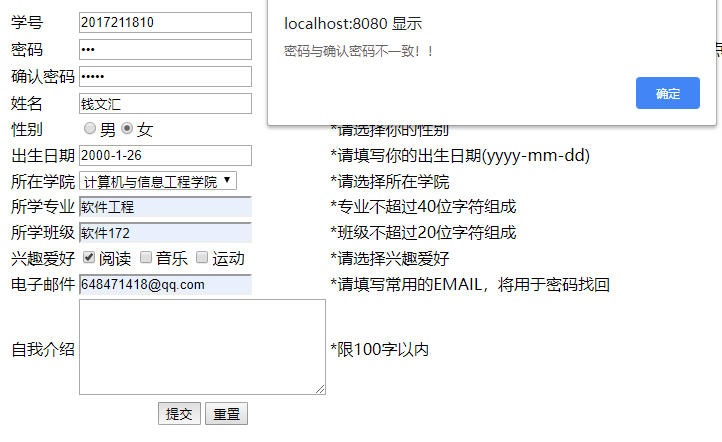 localhost:8080 显示
密码与确认密码不一致！！
确定
学号 2017211810
密码 •••
确认密码 •••••
姓名 钱文汇
性别 男 女 *请选择你的性别
出生日期 2000-1-26 *请填写你的出生日期(yyyy-mm-dd)
所在学院 计算机与信息工程学院 *请选择所在学院
所学专业 软件工程 *专业不超过40位字符组成
所学班级 软件172 *班级不超过20位字符组成
兴趣爱好 阅读 音乐 运动 *请选择兴趣爱好
电子邮件 648471418@qq.com *请填写常用的EMAIL，将用于密码找回
自我介绍 *限100字以内
提交 重置